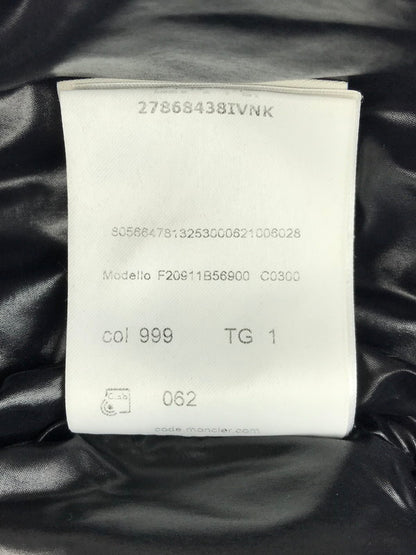 27868438IVNK
8056647813253000621006028
Modello F20911B56900 C0300
col 999 TG 1
062
code.moncler.com